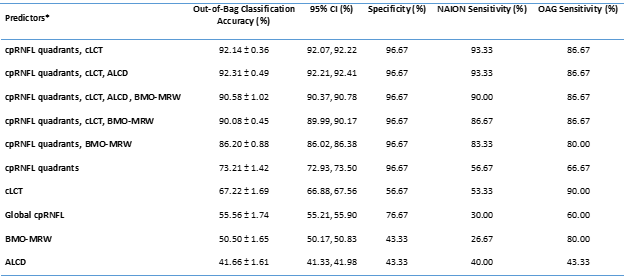 Predictors* Out-of-Bag Classification Accuracy (%) 95% CI (%) Specificity (%) NAION Sensitivity (%) OAG Sensitivity (%)
cpRNFL quadrants, cLCT 92.14 ± 0.36 92.07, 92.22 96.67 93.33 86.67
cpRNFL quadrants, cLCT, ALCD 92.31 ± 0.49 92.21, 92.41 96.67 93.33 86.67
cpRNFL quadrants, cLCT, ALCD, BMO-MRW 90.58 ± 1.02 90.37, 90.78 96.67 90.00 86.67
cpRNFL quadrants, cLCT, BMO-MRW 90.08 ± 0.45 89.99, 90.17 96.67 86.67 86.67
cpRNFL quadrants, BMO-MRW 86.20 ± 0.88 86.02, 86.38 96.67 83.33 80.00
cpRNFL quadrants 73.21 ± 1.42 72.93, 73.50 96.67 56.67 66.67
cLCT 67.22 ± 1.69 66.88, 67.56 56.67 53.33 90.00
Global cpRNFL 55.56 ± 1.74 55.21, 55.90 76.67 30.00 60.00
BMO-MRW 50.50 ± 1.65 50.17, 50.83 43.33 26.67 80.00
ALCD 41.66 ± 1.61 41.33, 41.98 43.33 40.00 43.33